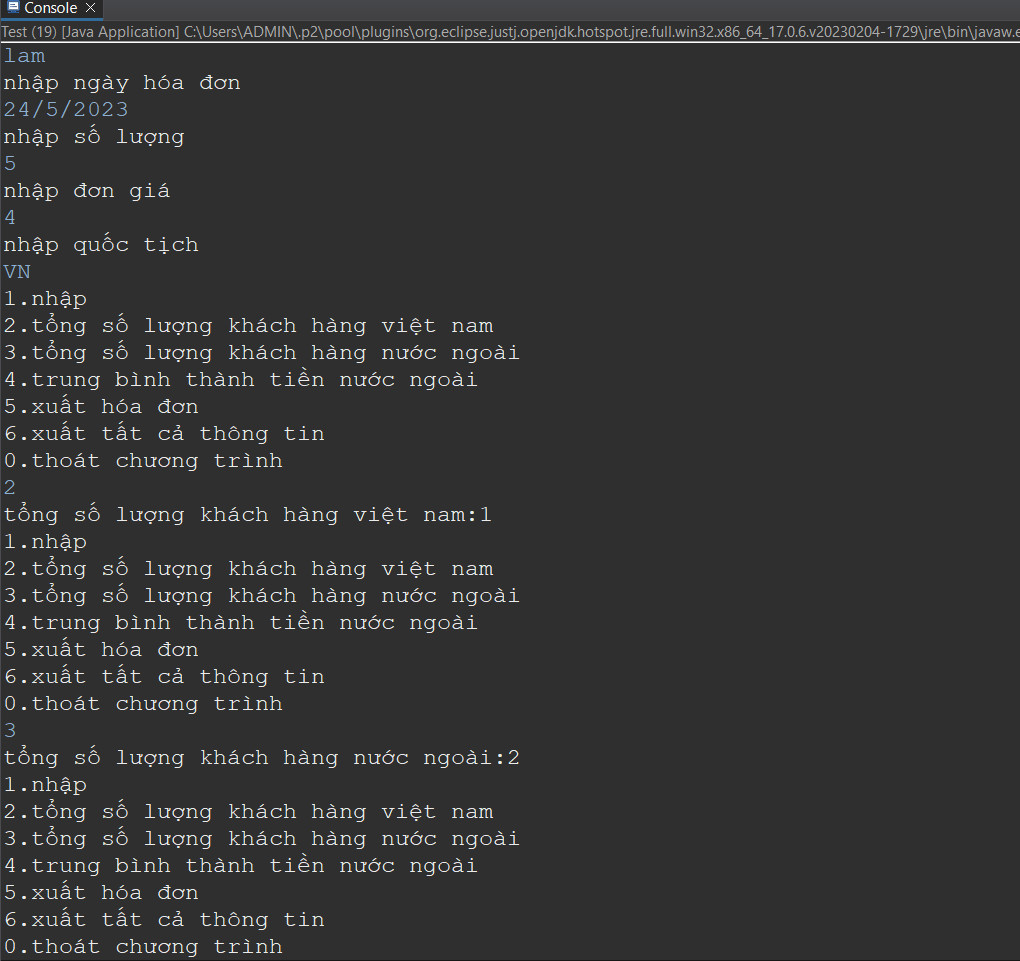 Console
Test (19) [Java Application] C:\Users\ADMIN\.p2\pool\plugins\org.eclipse.justj.openjdk.hotspot.jre.full.win32.x86_64_17.0.6.v20230204-1729\jre\bin\javaw.e
lam
nhập ngày hóa đơn
24/5/2023
nhập số lượng
5
nhập đơn giá
4
nhập quốc tịch
VN
1.nhập
2.tổng số lượng khách hàng việt nam
3.tổng số lượng khách hàng nước ngoài
4.trung bình thành tiền nước ngoài
5.xuất hóa đơn
6.xuất tất cả thông tin
0.thoát chương trình
2
tổng số lượng khách hàng việt nam:1
1.nhập
2.tổng số lượng khách hàng việt nam
3.tổng số lượng khách hàng nước ngoài
4.trung bình thành tiền nước ngoài
5.xuất hóa đơn
6.xuất tất cả thông tin
0.thoát chương trình
3
tổng số lượng khách hàng nước ngoài:2
1.nhập
2.tổng số lượng khách hàng việt nam
3.tổng số lượng khách hàng nước ngoài
4.trung bình thành tiền nước ngoài
5.xuất hóa đơn
6.xuất tất cả thông tin
0.thoát chương trình